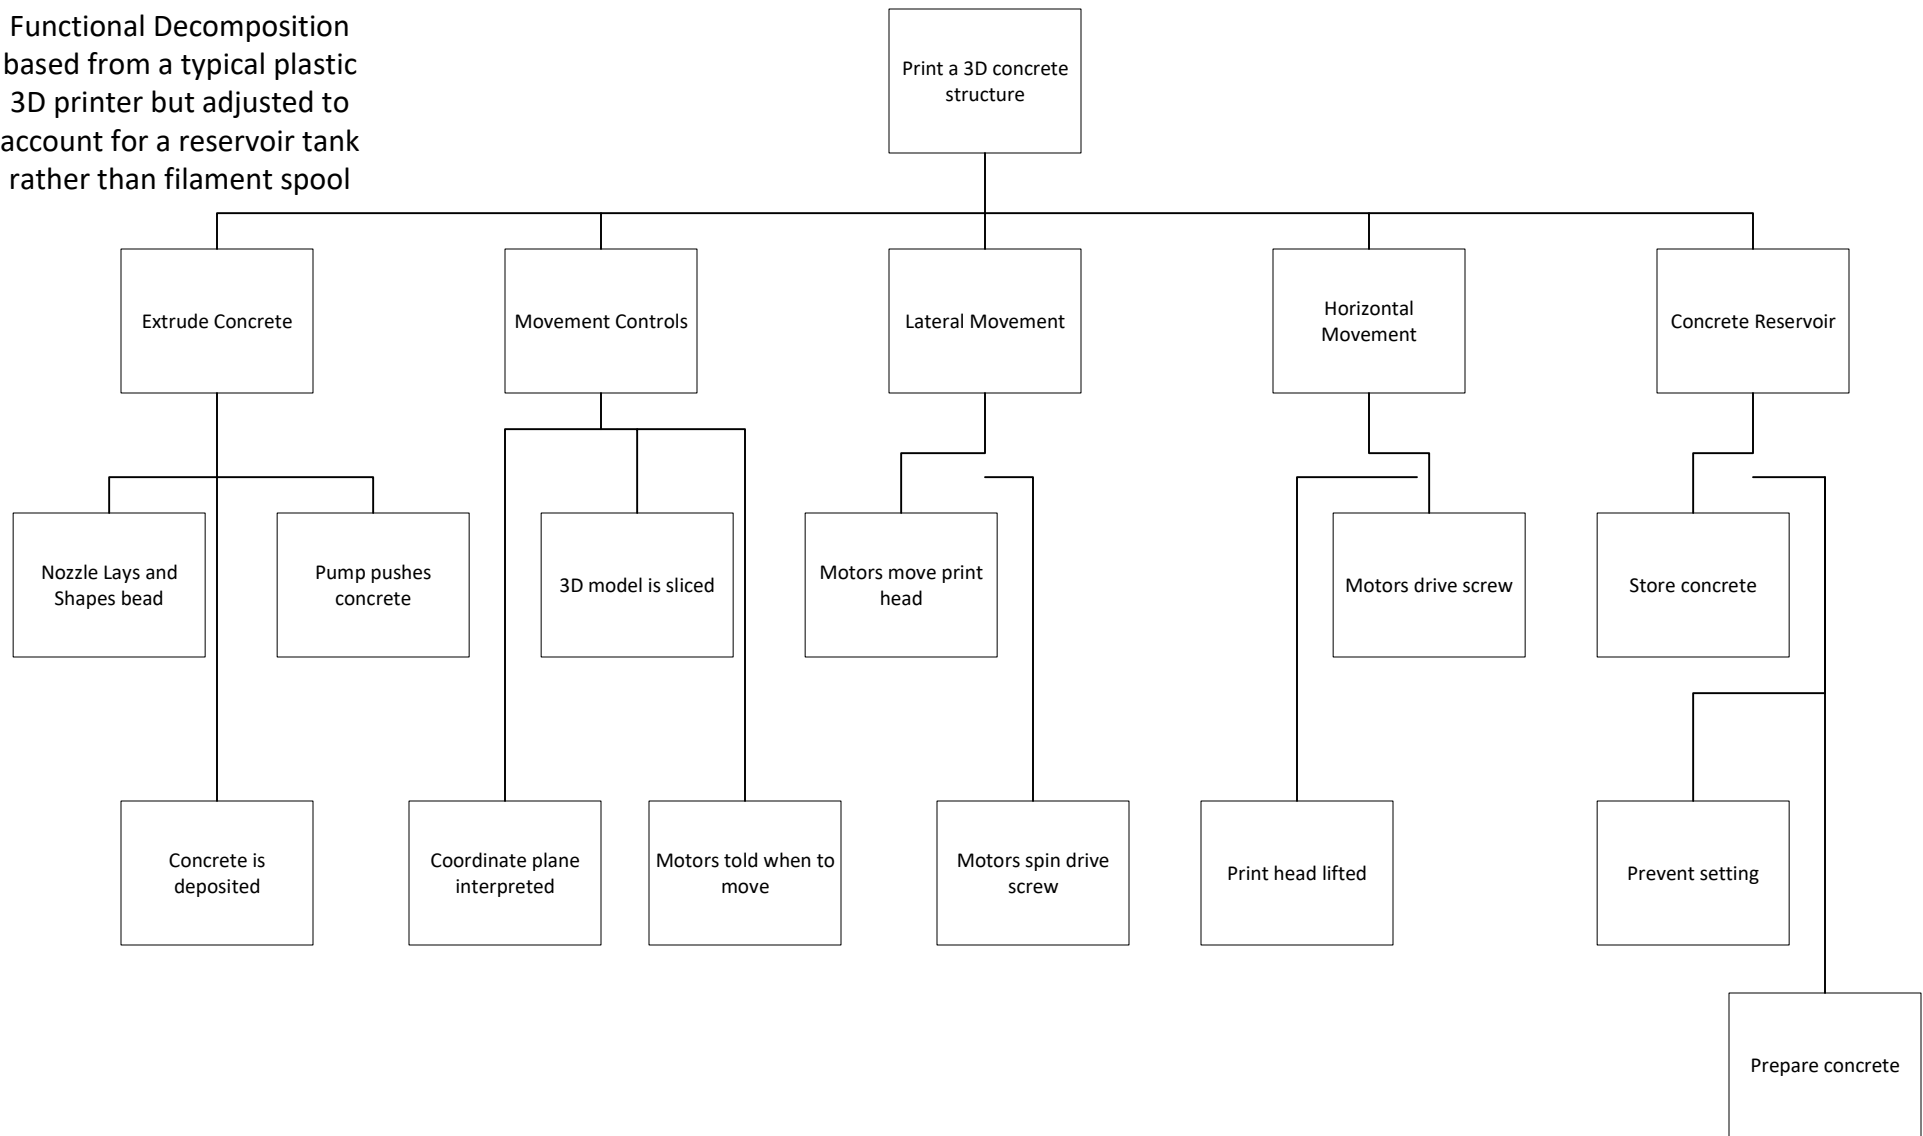 Functional Decomposition
based from a typical plastic
3D printer but adjusted to
account for a reservoir tank
rather than filament spool
Print a 3D concrete
structure
Extrude Concrete
Movement Controls
Lateral Movement
Horizontal
Movement
Concrete Reservoir
Nozzle Lays and
Shapes bead
Pump pushes
concrete
3D model is sliced
Motors move print
head
Motors drive screw
Store concrete
Concrete is
deposited
Coordinate plane
interpreted
Motors told when to
move
Motors spin drive
screw
Print head lifted
Prevent setting
Prepare concrete